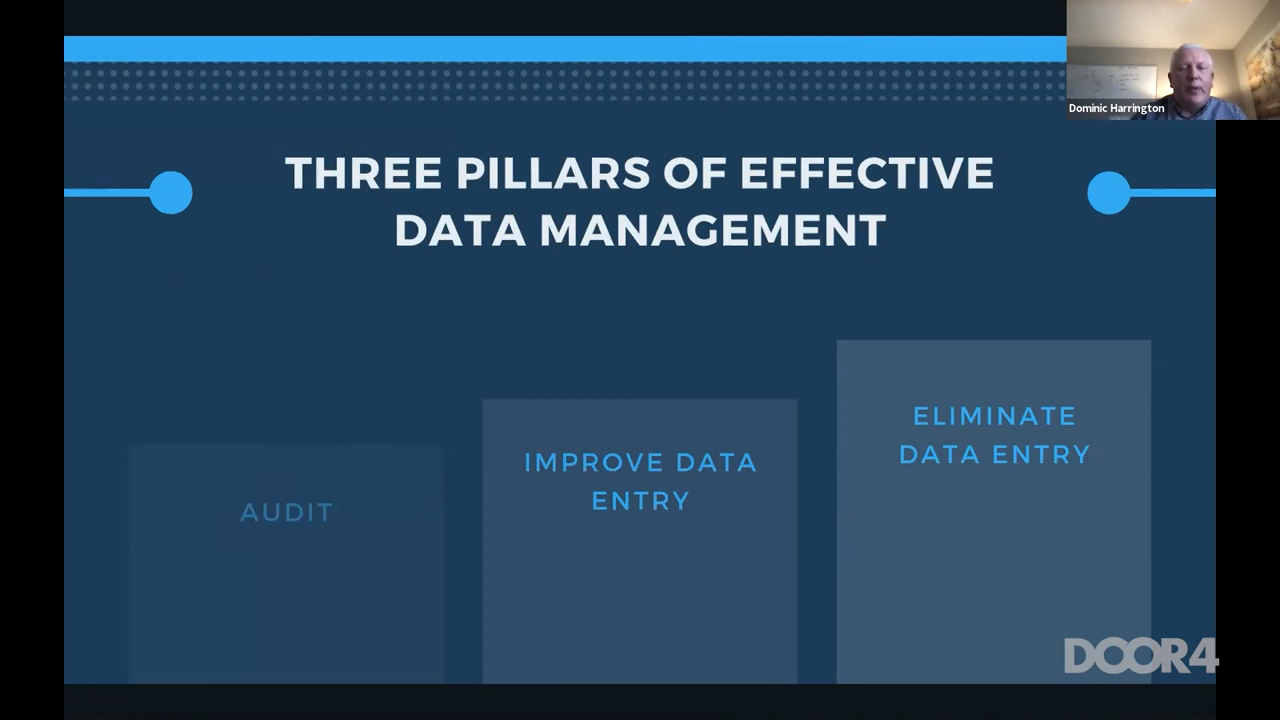 Dominic Harrington
THREE PILLARS OF EFFECTIVE
DATA MANAGEMENT
AUDIT
IMPROVE DATA
ENTRY
ELIMINATE
DATA ENTRY
DOOR4